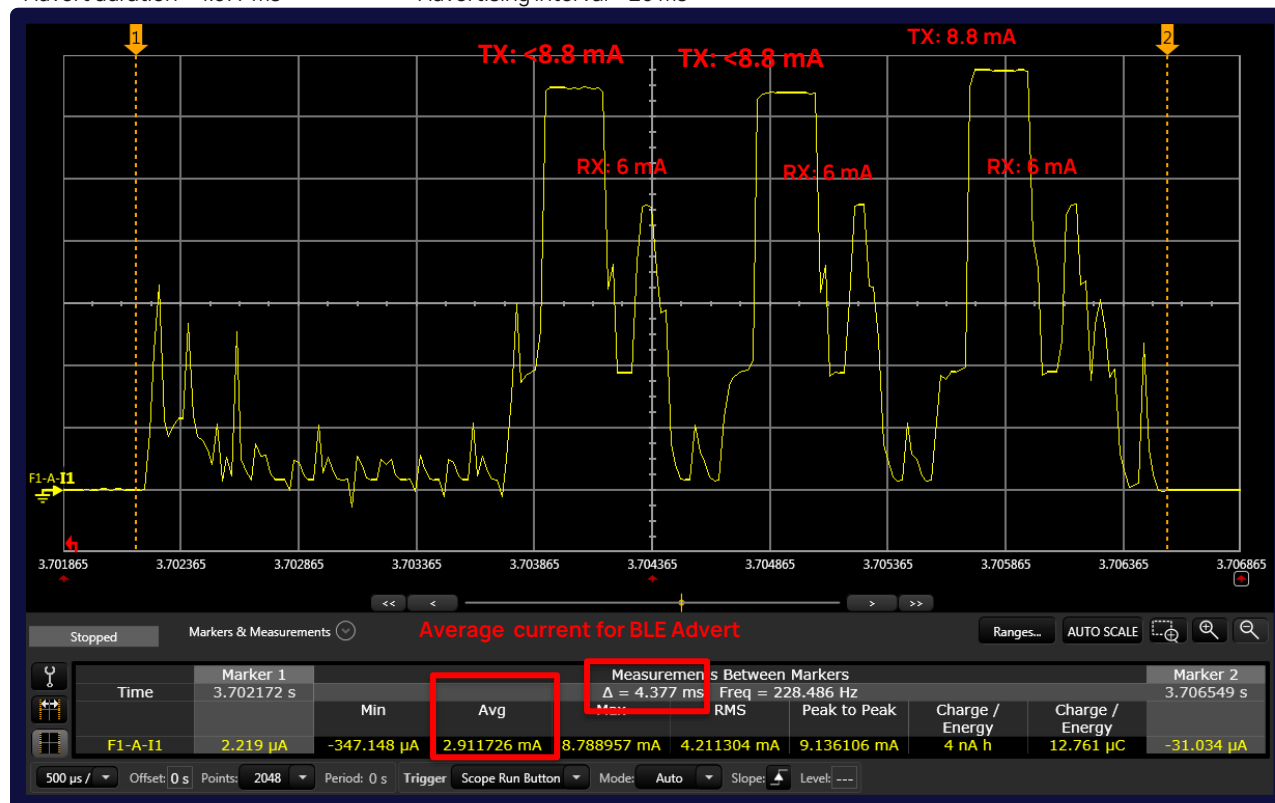 1
2
TX: <8.8 mA
TX: <8.8 mA
TX: 8.8 mA
RX: 6 mA
RX: 6 mA
RX: 6 mA
F1-A-I1
3.701865 3.702365 3.702865 3.703365 3.703865 3.704365 3.704865 3.705365 3.705865 3.706365 3.706865
<< < > >>
Stopped
Markers & Measurements
Average current for BLE Advert
Ranges... AUTO SCALE
Marker 1 Measurements Between Markers Marker 2
Time 3.702172 s Δ = 4.377 ms Freq = 228.486 Hz 3.706549 s
Min Avg Max RMS Peak to Peak Charge / Energy Charge / Energy
F1-A-I1 2.219 µA -347.148 µA 2.911726 mA 8.788957 mA 4.211304 mA 9.136106 mA 4 nA h 12.761 µC -31.034 µA
500 µs / Offset: 0 s Points: 2048 Period: 0 s Trigger Scope Run Button Mode: Auto Slope: Level: ---